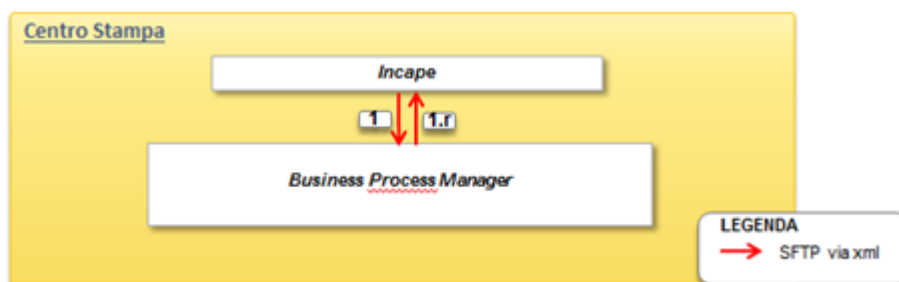 Centro Stampa
Incape
1
1.r
Business Process Manager
LEGENDA
SFTP via xml